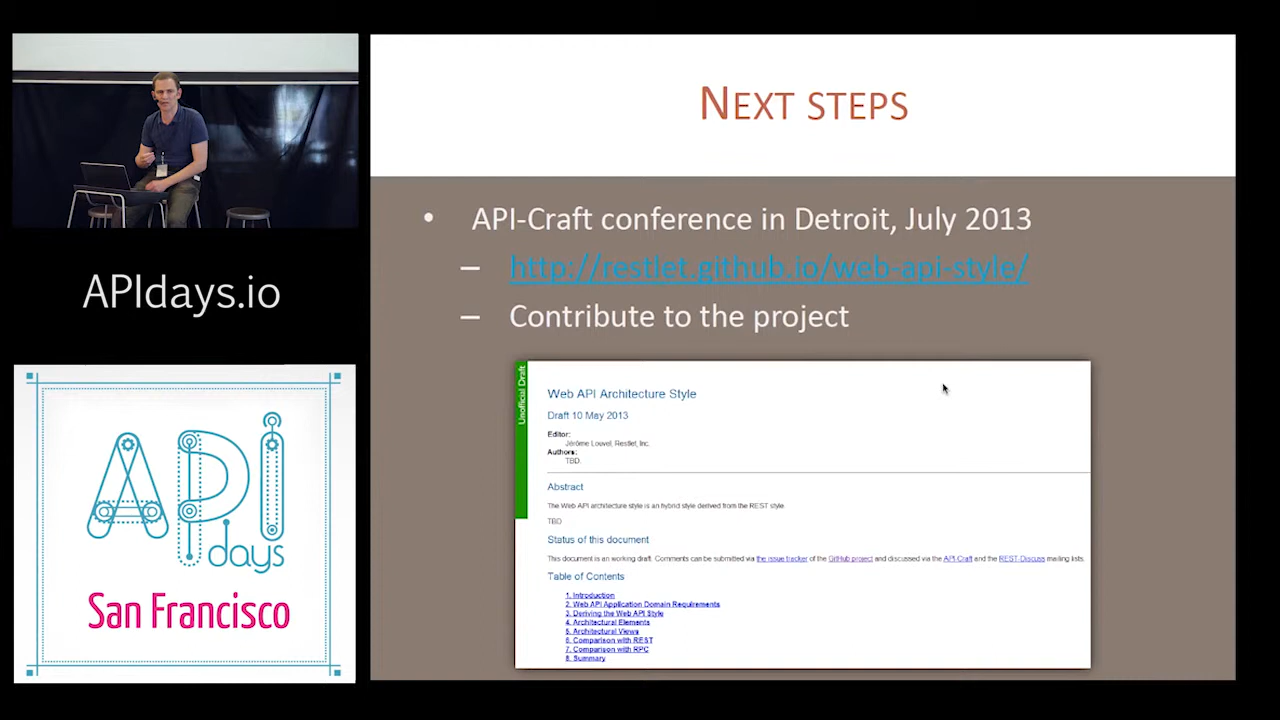 NEXT STEPS
• API-Craft conference in Detroit, July 2013
– http://restlet.github.io/web-api-style/
– Contribute to the project
APIdays.io
API
days
San Francisco
Unofficial Draft
Web API Architecture Style
Draft 10 May 2013
Editor:
Jérôme Louvel, Restlet, Inc.
Authors:
TBD.
Abstract
The Web API architecture style is an hybrid style derived from the REST style.
TBD
Status of this document
This document is an working draft. Comments can be submitted via the issue tracker of the GitHub project and discussed via the API-Craft and the REST-Discuss mailing lists.
Table of Contents
1. Introduction
2. Web API Application Domain Requirements
3. Deriving the Web API Style
4. Architectural Elements
5. Architectural Views
6. Comparison with REST
7. Comparison with RPC
8. Summary